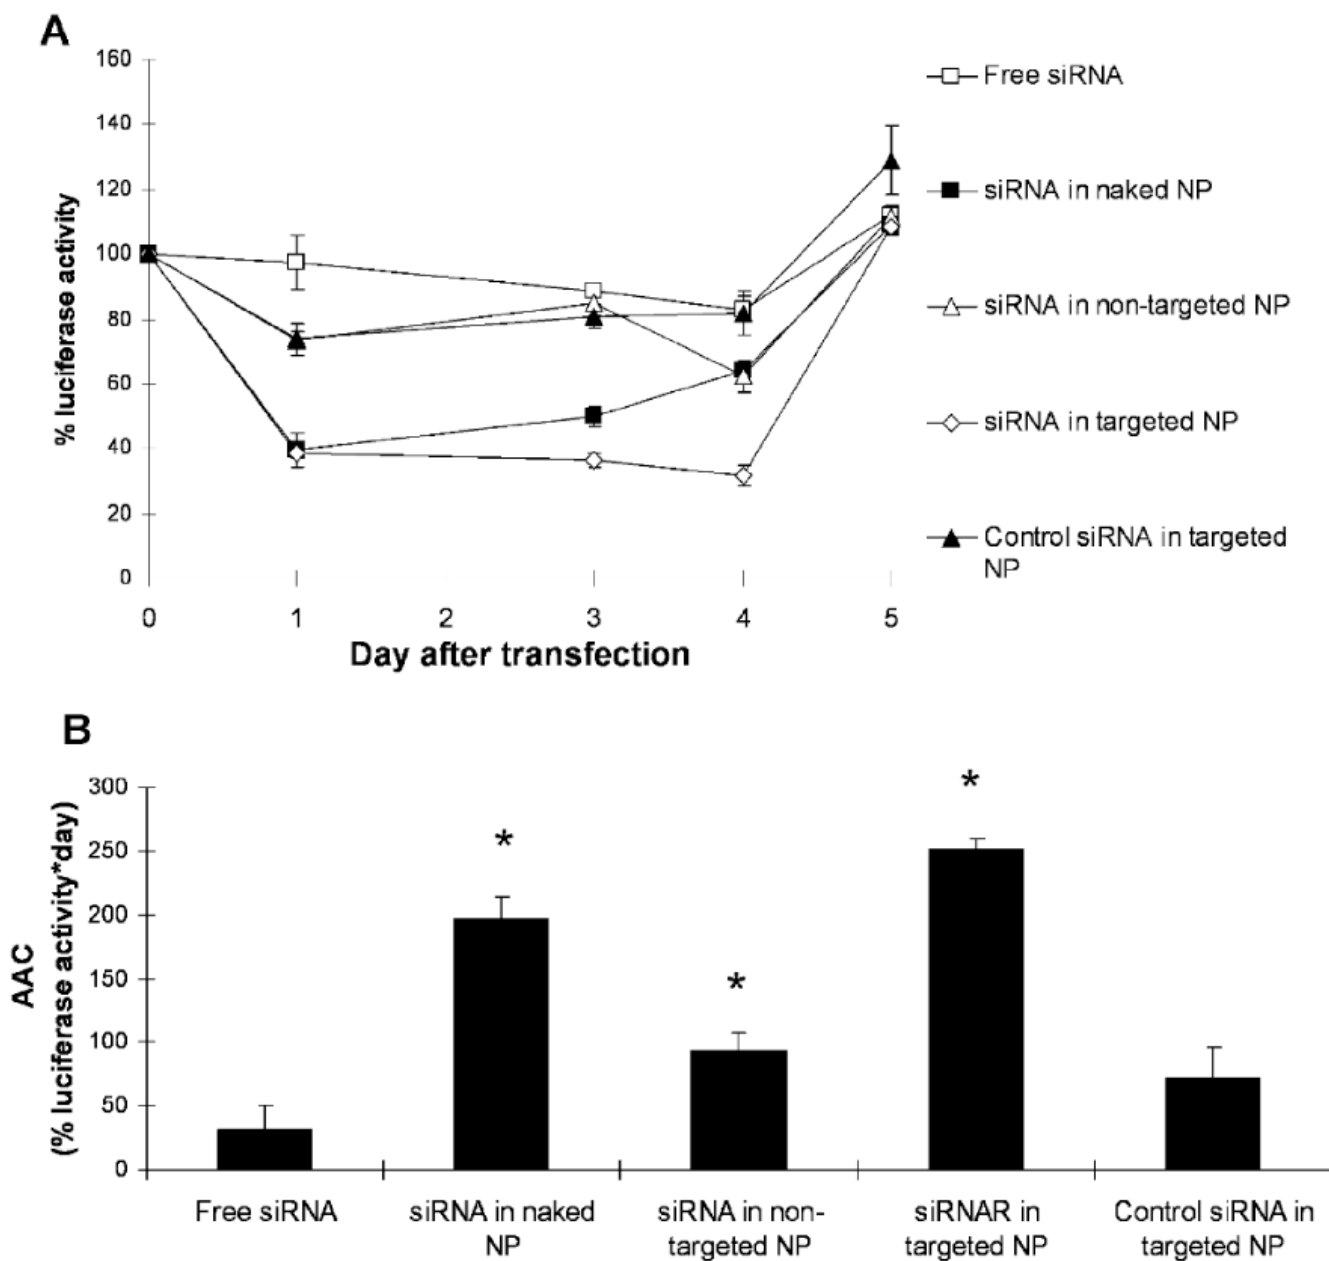 A
160
140
120
100
80
60
40
20
0
% luciferase activity
0 1 2 3 4 5
Day after transfection
Free siRNA
siRNA in naked NP
siRNA in non-targeted NP
siRNA in targeted NP
Control siRNA in targeted
NP
B
300
250
200
150
100
50
0
AAC
(% luciferase activity*day)
*
*
*
Free siRNA
siRNA in naked
NP
siRNA in non-
targeted NP
siRNAR in
targeted NP
Control siRNA in
targeted NP